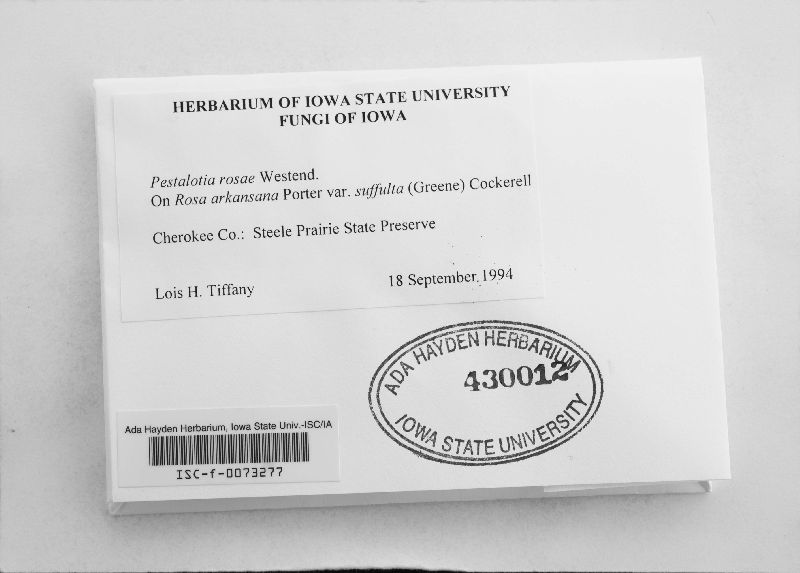 HERBARIUM OF IOWA STATE UNIVERSITY
FUNGI OF IOWA
Pestalotia rosae Westend.
On Rosa arkansana Porter var. suffulta (Greene) Cockerell
Cherokee Co.: Steele Prairie State Preserve
Lois H. Tiffany 18 September 1994
ADA HAYDEN HERBARIUM
430012
IOWA STATE UNIVERSITY
Ada Hayden Herbarium, Iowa State Univ.-ISC/IA
ISC-f-0073277